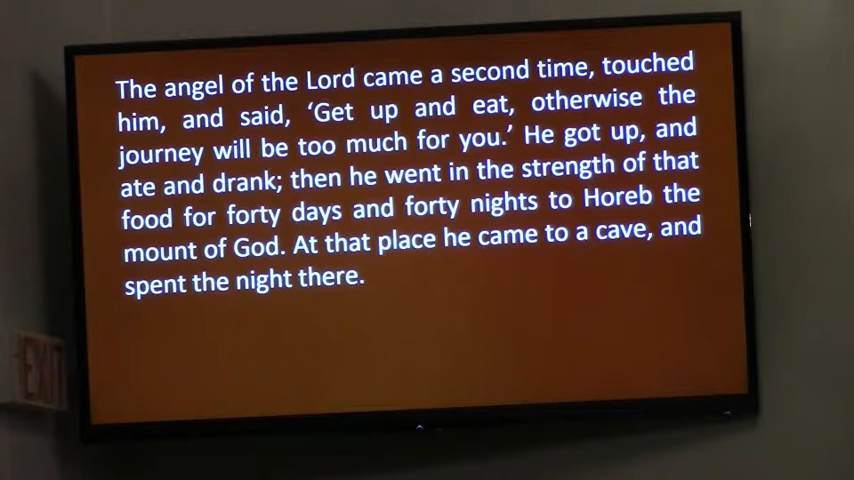 The angel of the Lord came a second time, touched
him, and said, ‘Get up and eat, otherwise the
journey will be too much for you.’ He got up, and
ate and drank; then he went in the strength of that
food for forty days and forty nights to Horeb the
mount of God. At that place he came to a cave, and
spent the night there.
EXIT